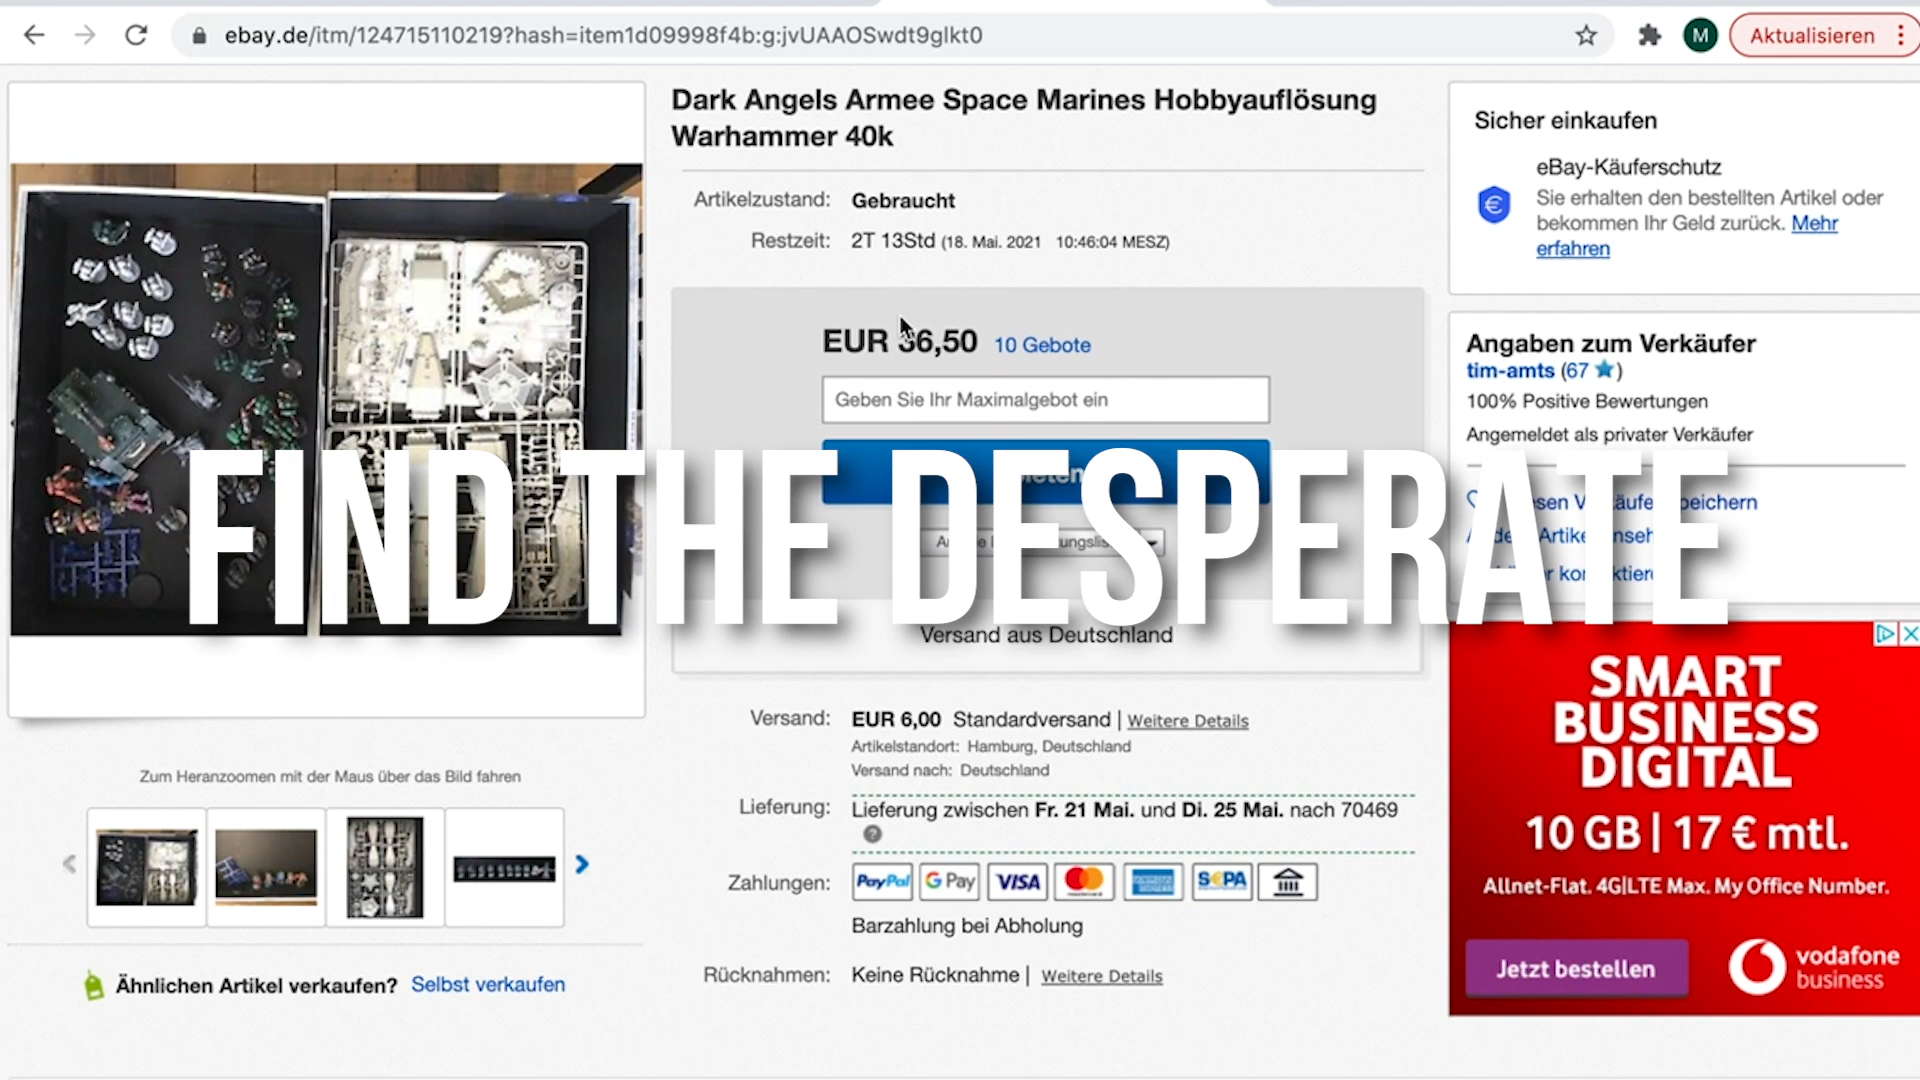 ebay.de/itm/124715110219?hash=item1d09998f4b:g:jvUAAOSwdt9glkt0
M
Aktualisieren
Dark Angels Armee Space Marines Hobbyauflösung
Warhammer 40k
Artikelzustand: Gebraucht
Restzeit: 2T 13Std (18. Mai. 2021 10:46:04 MESZ)
EUR 36,50 10 Gebote
Geben Sie Ihr Maximalgebot ein
FIND THE DESPERATE
Versand aus Deutschland
Versand: EUR 6,00 Standardversand | Weitere Details
Artikelstandort: Hamburg, Deutschland
Versand nach: Deutschland
Lieferung: Lieferung zwischen Fr. 21 Mai. und Di. 25 Mai. nach 70469
?
Zahlungen: PayPal G Pay VISA S€PA
Barzahlung bei Abholung
Rücknahmen: Keine Rücknahme | Weitere Details
Zum Heranzoomen mit der Maus über das Bild fahren
Ähnlichen Artikel verkaufen? Selbst verkaufen
Sicher einkaufen
eBay-Käuferschutz
Sie erhalten den bestellten Artikel oder
bekommen Ihr Geld zurück. Mehr
erfahren
Angaben zum Verkäufer
tim-amts (67)
100% Positive Bewertungen
Angemeldet als privater Verkäufer
SMART
BUSINESS
DIGITAL
10 GB | 17 € mtl.
Allnet-Flat. 4G|LTE Max. My Office Number.
Jetzt bestellen
vodafone
business